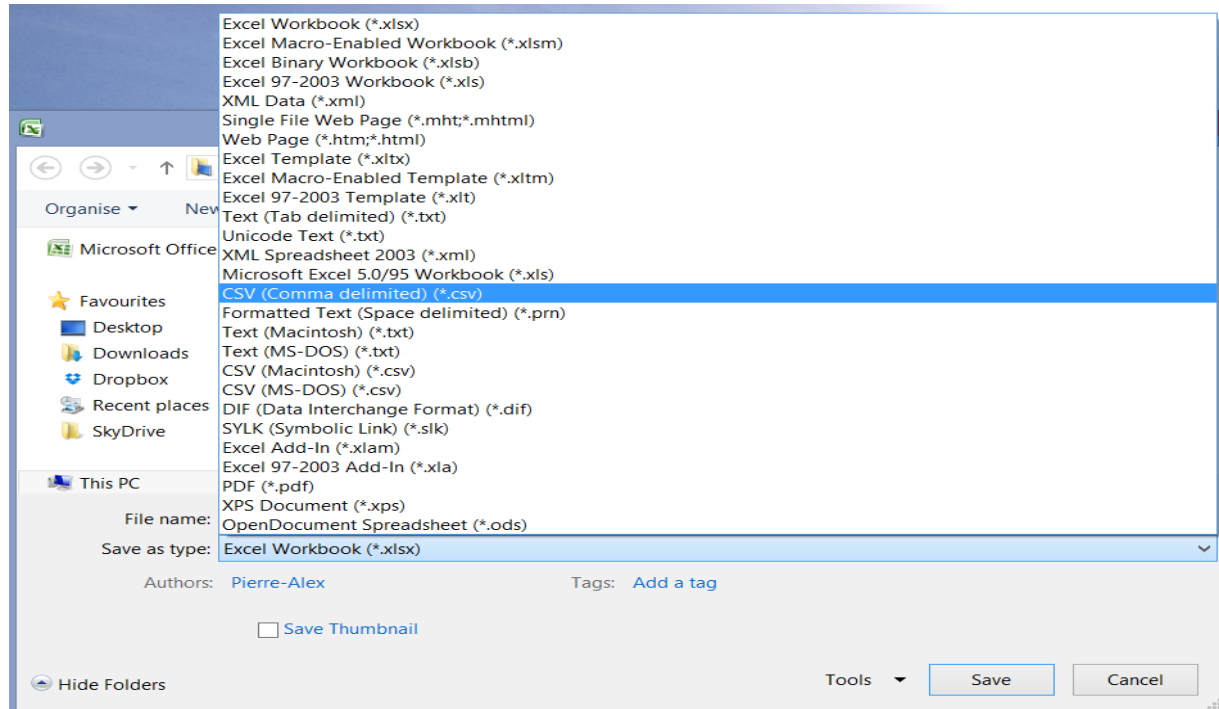 Excel Workbook (*.xlsx)
Excel Macro-Enabled Workbook (*.xlsm)
Excel Binary Workbook (*.xlsb)
Excel 97-2003 Workbook (*.xls)
XML Data (*.xml)
Single File Web Page (*.mht;*.mhtml)
Web Page (*.htm;*.html)
Excel Template (*.xltx)
Excel Macro-Enabled Template (*.xltm)
Excel 97-2003 Template (*.xlt)
Text (Tab delimited) (*.txt)
Unicode Text (*.txt)
XML Spreadsheet 2003 (*.xml)
Microsoft Excel 5.0/95 Workbook (*.xls)
CSV (Comma delimited) (*.csv)
Formatted Text (Space delimited) (*.prn)
Text (Macintosh) (*.txt)
Text (MS-DOS) (*.txt)
CSV (Macintosh) (*.csv)
CSV (MS-DOS) (*.csv)
DIF (Data Interchange Format) (*.dif)
SYLK (Symbolic Link) (*.slk)
Excel Add-In (*.xlam)
Excel 97-2003 Add-In (*.xla)
PDF (*.pdf)
XPS Document (*.xps)
OpenDocument Spreadsheet (*.ods)
Organise New
Microsoft Office
Favourites
Desktop
Downloads
Dropbox
Recent places
SkyDrive
This PC
File name:
Save as type: Excel Workbook (*.xlsx)
Authors: Pierre-Alex Tags: Add a tag
Save Thumbnail
Hide Folders Tools Save Cancel